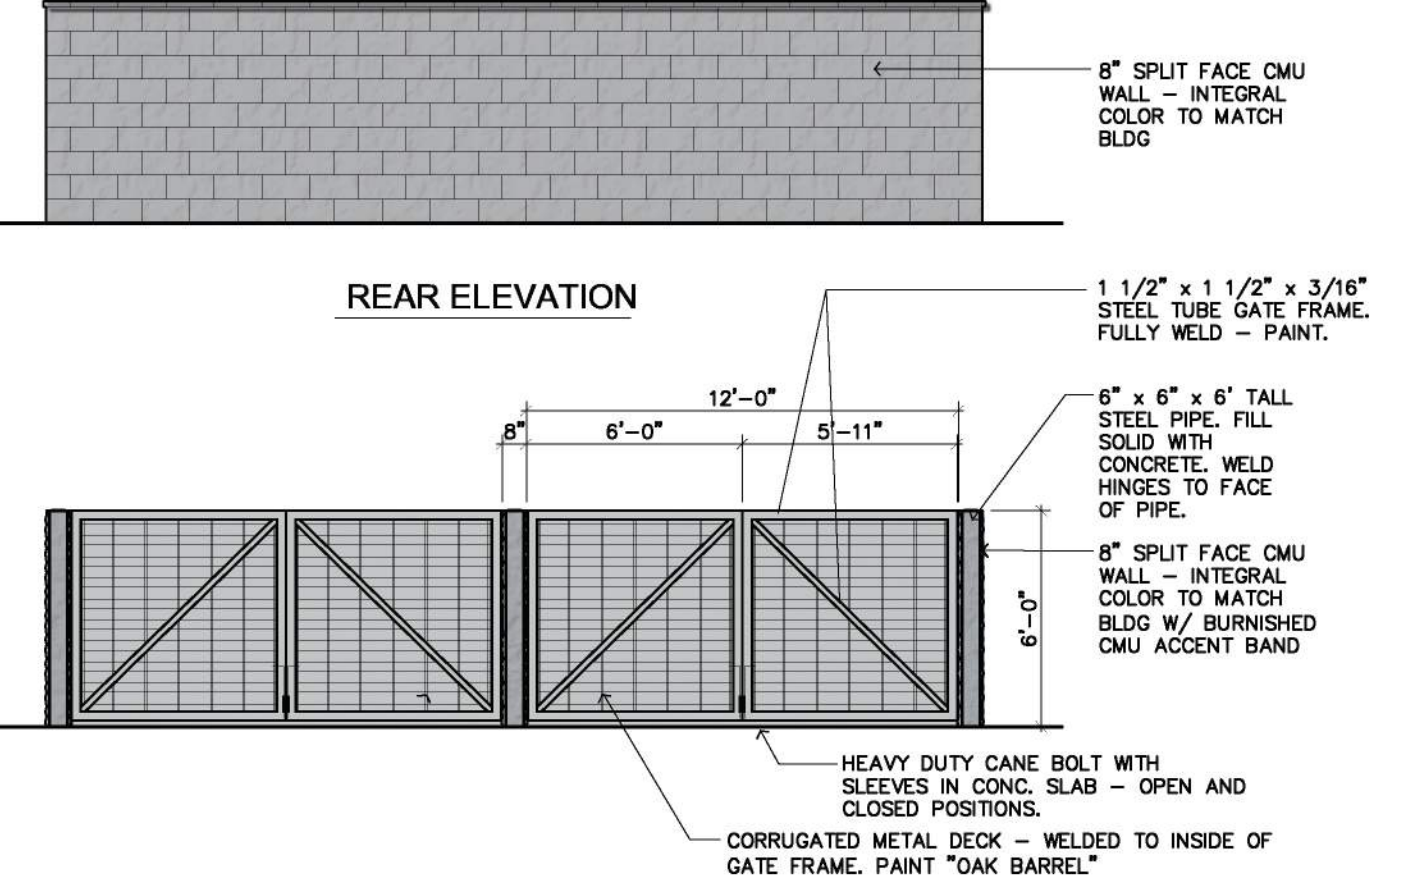 8" SPLIT FACE CMU
WALL – INTEGRAL
COLOR TO MATCH
BLDG
REAR ELEVATION
1 1/2" x 1 1/2" x 3/16"
STEEL TUBE GATE FRAME.
FULLY WELD – PAINT.
12'–0"
8"
6'–0"
5'–11"
6" x 6" x 6' TALL
STEEL PIPE. FILL
SOLID WITH
CONCRETE. WELD
HINGES TO FACE
OF PIPE.
8" SPLIT FACE CMU
WALL – INTEGRAL
COLOR TO MATCH
BLDG W/ BURNISHED
CMU ACCENT BAND
6'–0"
HEAVY DUTY CANE BOLT WITH
SLEEVES IN CONC. SLAB – OPEN AND
CLOSED POSITIONS.
CORRUGATED METAL DECK – WELDED TO INSIDE OF
GATE FRAME. PAINT "OAK BARREL"